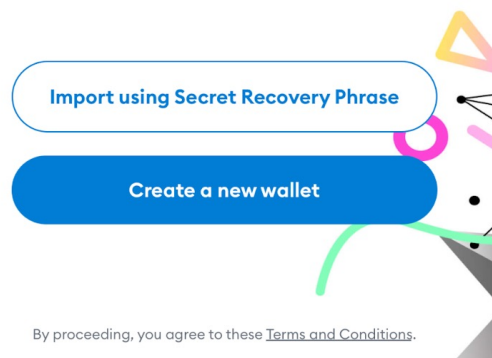 Import using Secret Recovery Phrase
Create a new wallet
By proceeding, you agree to these Terms and Conditions.